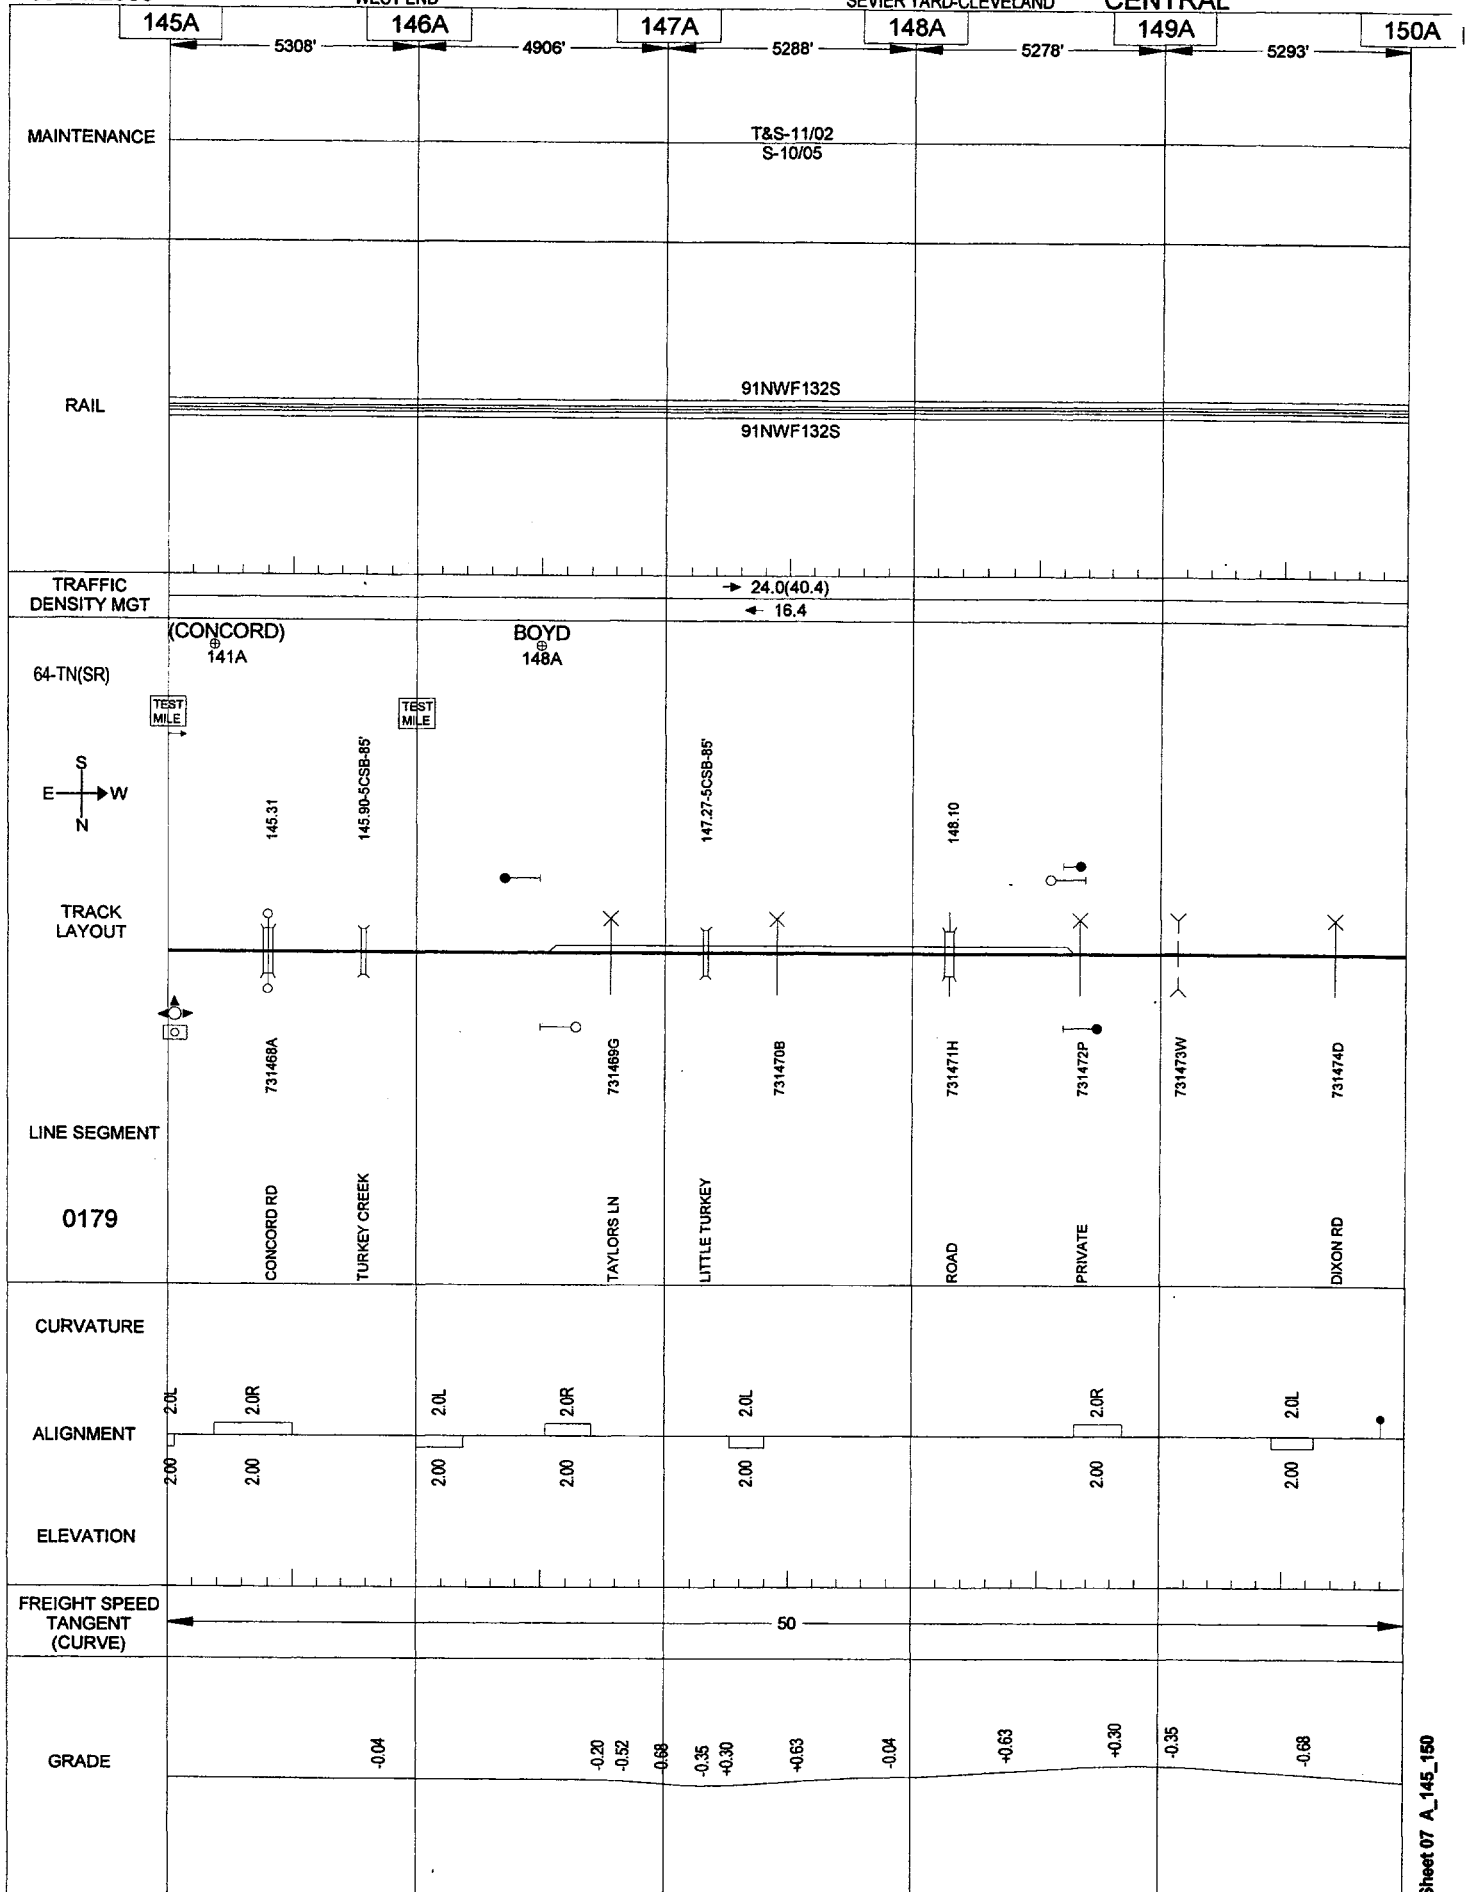 WEST END
SEVIER YARD-CLEVELAND
CENTRAL
145A 146A 147A 148A 149A 150A
5308' 4906' 5288' 5278' 5293'
MAINTENANCE
T&S-11/02
S-10/05
RAIL
91NWF132S
91NWF132S
TRAFFIC
DENSITY MGT
24.0(40.4)
16.4
(CONCORD)
141A
BOYD
148A
64-TN(SR)
TEST
MILE
TEST
MILE
S
E W
N
145.31
145.90-5CSB-85'
147.27-5CSB-85'
148.10
TRACK
LAYOUT
731468A
731469G
731470B
731471H
731472P
731473W
731474D
LINE SEGMENT
0179
CONCORD RD
TURKEY CREEK
TAYLORS LN
LITTLE TURKEY
ROAD
PRIVATE
DIXON RD
CURVATURE
2.0L 2.0R 2.0L 2.0R 2.0L 2.0R 2.0L
ALIGNMENT
2.00 2.00 2.00 2.00 2.00 2.00 2.00
ELEVATION
FREIGHT SPEED
TANGENT
(CURVE)
50
GRADE
-0.04 -0.20 -0.52 -0.68 -0.35 +0.30 +0.63 -0.04 +0.63 +0.30 -0.35 -0.68
Sheet 07 A_145_150